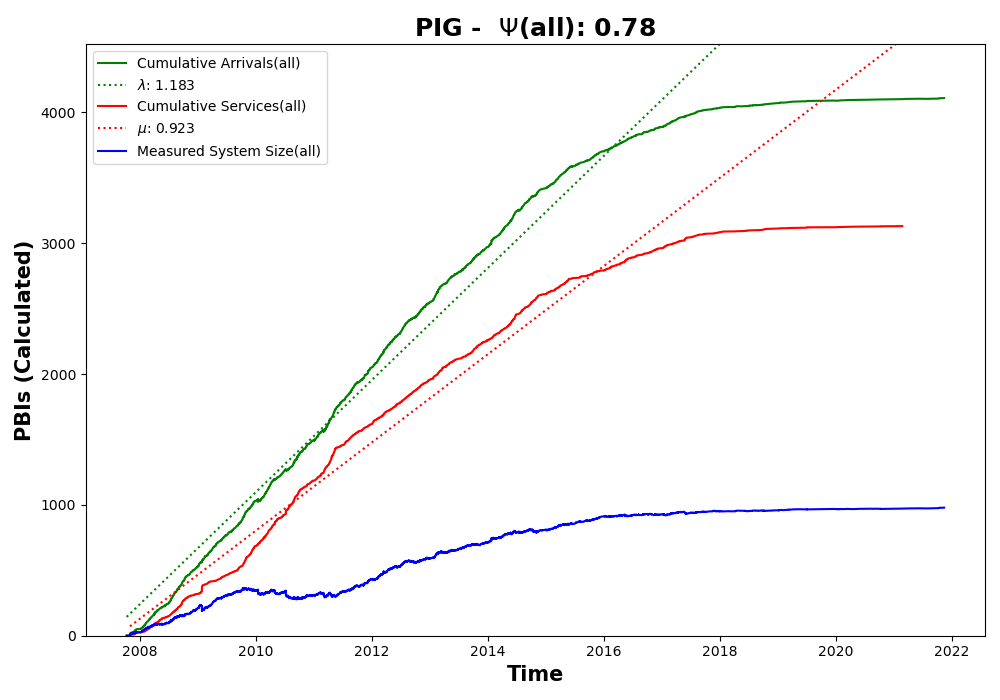 PIG -  Ψ(all): 0.78
Cumulative Arrivals(all)
λ: 1.183
Cumulative Services(all)
μ: 0.923
Measured System Size(all)
PBIs (Calculated)
4000
3000
2000
1000
0
2008 2010 2012 2014 2016 2018 2020 2022
Time